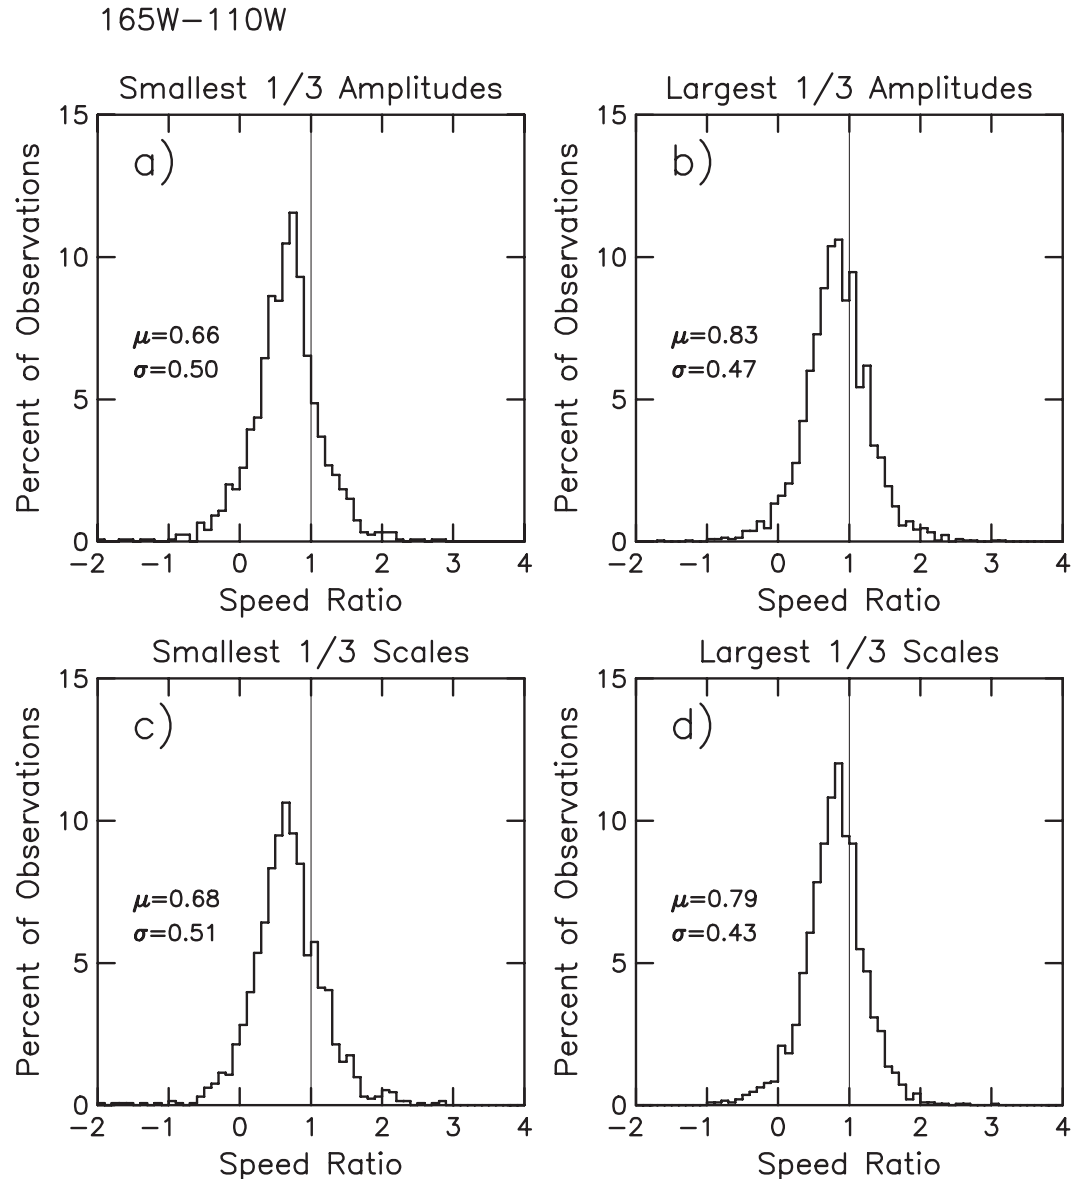 165W-110W
Smallest 1/3 Amplitudes
15
10
5
0
Percent of Observations
a)
μ=0.66
σ=0.50
-2 -1 0 1 2 3 4
Speed Ratio
Largest 1/3 Amplitudes
15
10
5
0
Percent of Observations
b)
μ=0.83
σ=0.47
-2 -1 0 1 2 3 4
Speed Ratio
Smallest 1/3 Scales
15
10
5
0
Percent of Observations
c)
μ=0.68
σ=0.51
-2 -1 0 1 2 3 4
Speed Ratio
Largest 1/3 Scales
15
10
5
0
Percent of Observations
d)
μ=0.79
σ=0.43
-2 -1 0 1 2 3 4
Speed Ratio